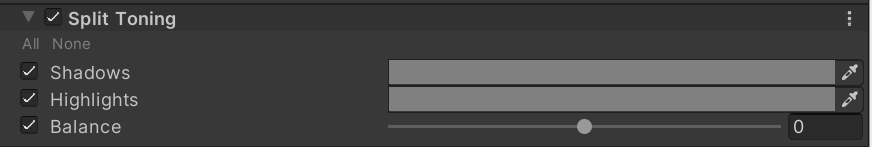 Split Toning
All None
Shadows
Highlights
Balance 0